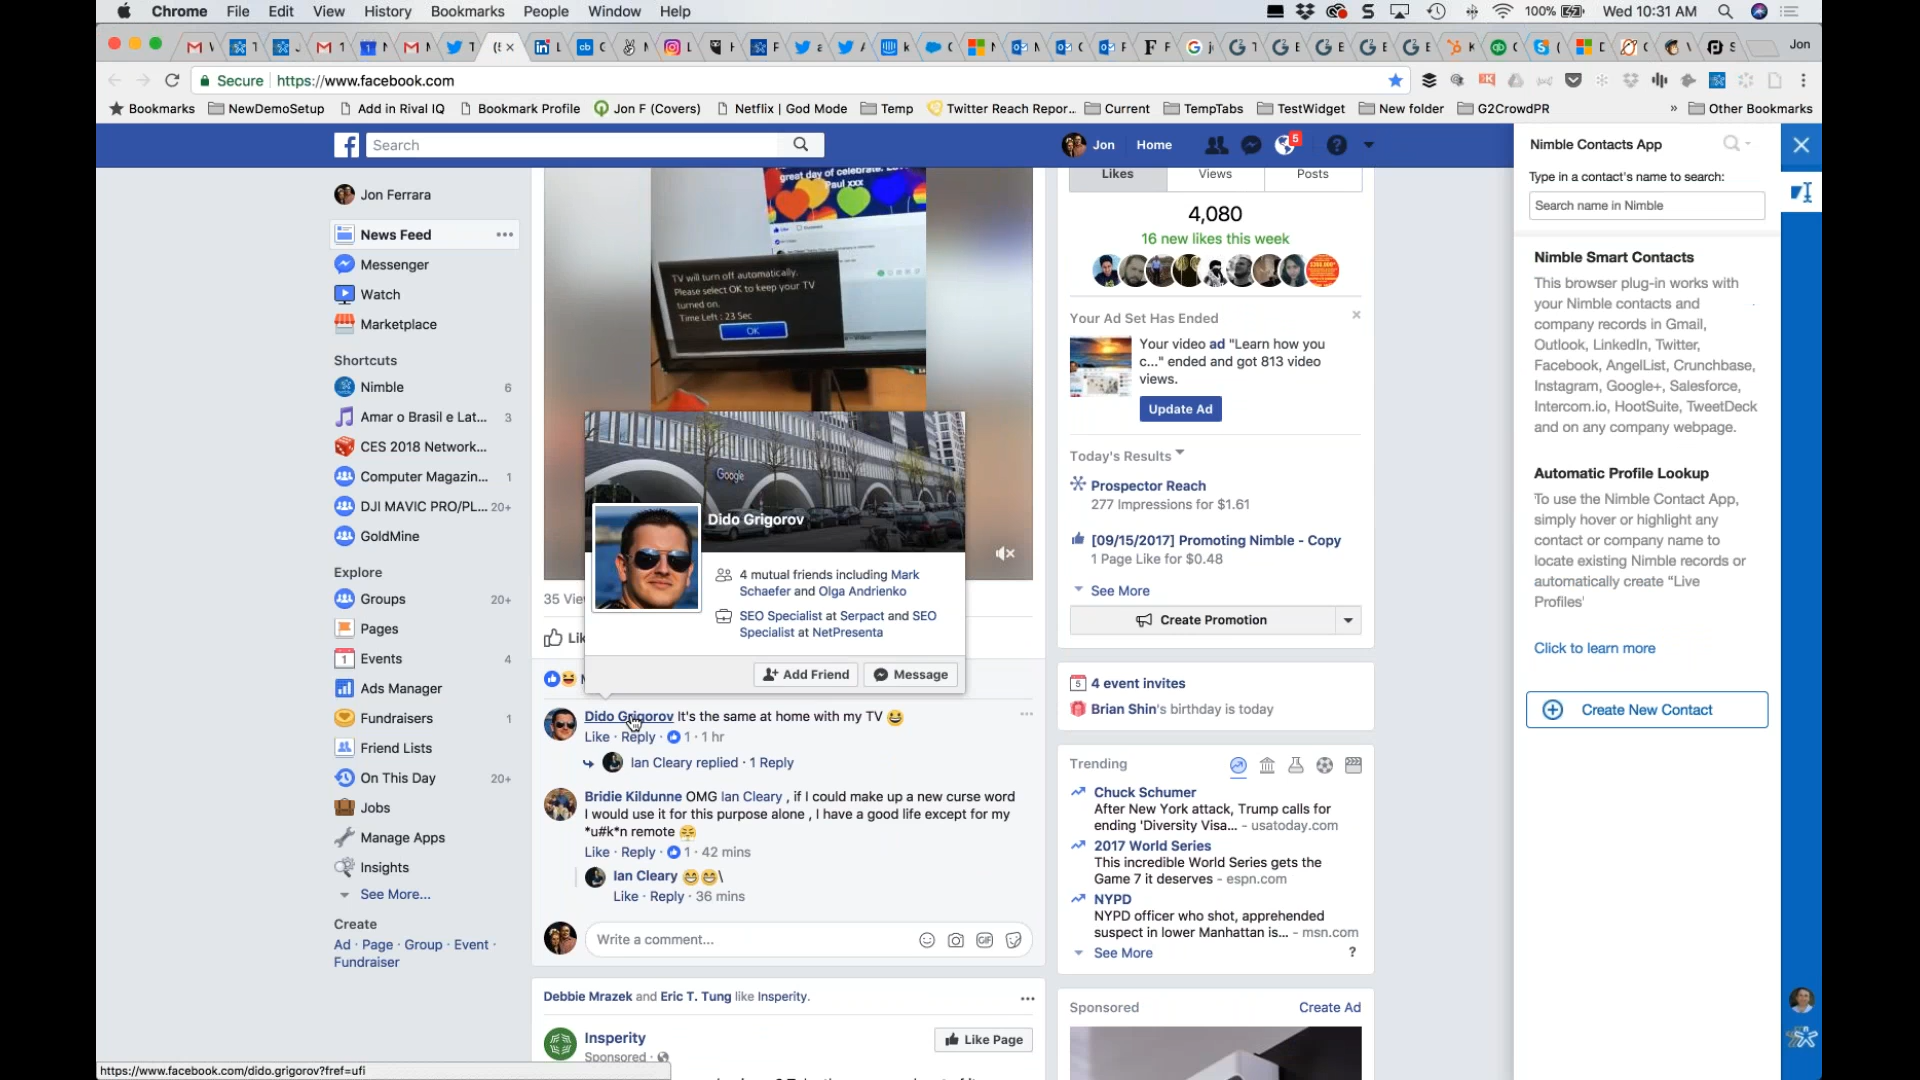 Chrome File Edit View History Bookmarks People Window Help
100% Wed 10:31 AM
Jon
Secure https://www.facebook.com
Bookmarks NewDemoSetup Add in Rival IQ Bookmark Profile Jon F (Covers) Netflix | God Mode Temp Twitter Reach Repor... Current TempTabs TestWidget New folder G2CrowdPR » Other Bookmarks
Search
Jon Home
5
Jon Ferrara
News Feed
Messenger
Watch
Marketplace
Shortcuts
Nimble 6
Amar o Brasil e Lat... 3
CES 2018 Network...
Computer Magazin... 1
DJI MAVIC PRO/PL... 20+
GoldMine
Explore
Groups 20+
Pages
Events 4
Ads Manager
Fundraisers 1
Friend Lists
On This Day 20+
Jobs
Manage Apps
Insights
See More...
Create
Ad · Page · Group · Event ·
Fundraiser
great day of celebrate.
Paul xxx
TV will turn off automatically.
Please select OK to keep your TV
turned on.
Time Left : 23 Sec
OK
Google
Dido Grigorov
4 mutual friends including Mark
Schaefer and Olga Andrienko
SEO Specialist at Serpact and SEO
Specialist at NetPresenta
Add Friend Message
35 Vie
Lik
Dido Grigorov It's the same at home with my TV
Like · Reply · 1 · 1 hr
Ian Cleary replied · 1 Reply
Bridie Kildunne OMG Ian Cleary , if I could make up a new curse word
I would use it for this purpose alone , I have a good life except for my
*u#k*n remote
Like · Reply · 1 · 42 mins
Ian Cleary \
Like · Reply · 36 mins
Write a comment...
GIF
Debbie Mrazek and Eric T. Tung like Insperity.
Insperity
Sponsored ·
Like Page
Likes Views Posts
4,080
16 new likes this week
Your Ad Set Has Ended
Your video ad "Learn how you
c..." ended and got 813 video
views.
Update Ad
Today's Results
Prospector Reach
277 Impressions for $1.61
[09/15/2017] Promoting Nimble - Copy
1 Page Like for $0.48
See More
Create Promotion
4 event invites
Brian Shin's birthday is today
Trending
Chuck Schumer
After New York attack, Trump calls for
ending 'Diversity Visa... - usatoday.com
2017 World Series
This incredible World Series gets the
Game 7 it deserves - espn.com
NYPD
NYPD officer who shot, apprehended
suspect in lower Manhattan is... - msn.com
See More ?
Sponsored Create Ad
Nimble Contacts App
Type in a contact's name to search:
Search name in Nimble
Nimble Smart Contacts
This browser plug-in works with
your Nimble contacts and
company records in Gmail,
Outlook, LinkedIn, Twitter,
Facebook, AngelList, Crunchbase,
Instagram, Google+, Salesforce,
Intercom.io, HootSuite, TweetDeck
and on any company webpage.
Automatic Profile Lookup
To use the Nimble Contact App,
simply hover or highlight any
contact or company name to
locate existing Nimble records or
automatically create "Live
Profiles'
Click to learn more
Create New Contact
https://www.facebook.com/dido.grigorov?fref=ufi